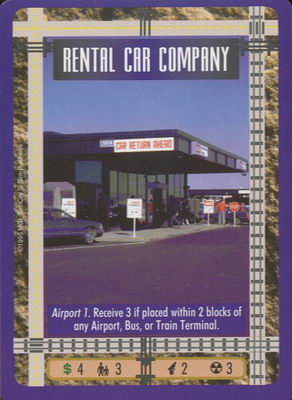 RENTAL CAR COMPANY
CAR RETURN AHEAD
Airport 1. Receive 3 if placed within 2 blocks of
any Airport, Bus, or Train Terminal.
$ 4 3 2 3